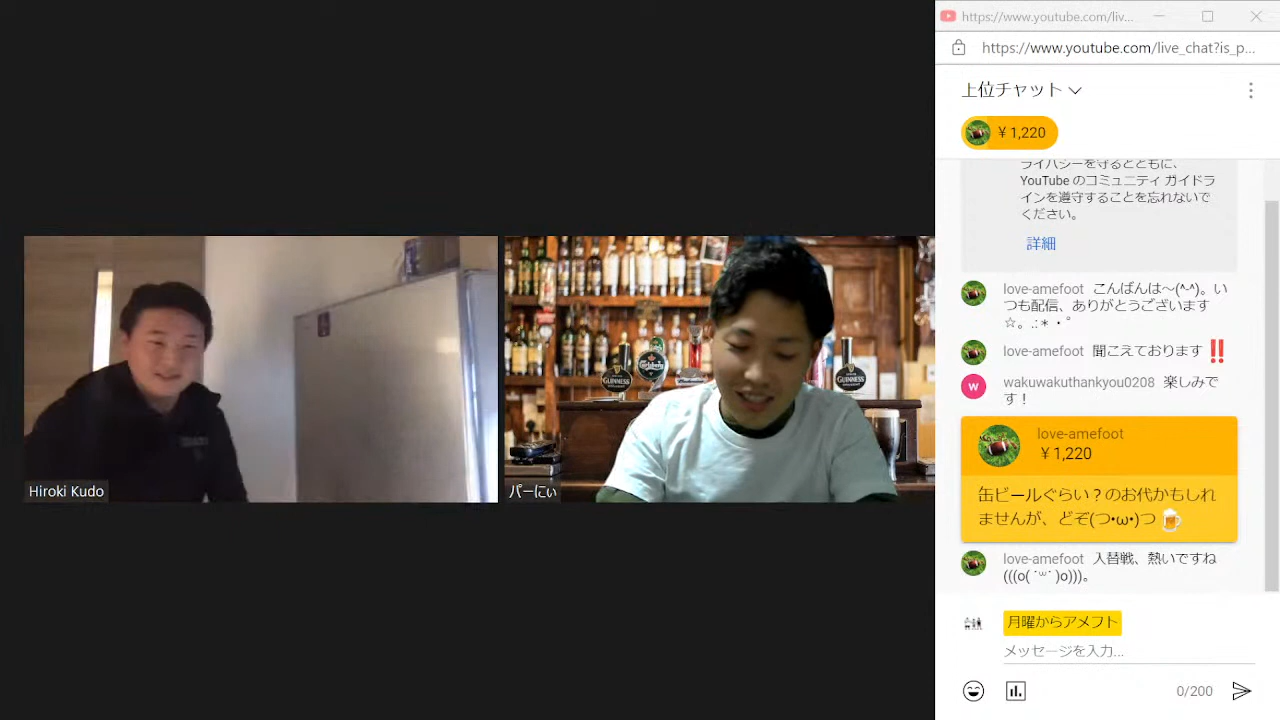 https://www.youtube.com/liv...
https://www.youtube.com/live_chat?is_p...
上位チャット
¥1,220
ライバシーを守るとともに、
YouTube のコミュニティ ガイドラ
インを遵守することを忘れないで
ください。
詳細
love-amefoot こんばんは〜(^-^)。い
つも配信、ありがとうございます
☆。.:＊・゜
love-amefoot 聞こえております‼
W
wakuwakuthankyou0208 楽しみで
す！
love-amefoot
¥1,220
缶ビールぐらい？のお代かもしれ
ませんが、どぞ(つ•ω•)つ🍺
love-amefoot 入替戦、熱いですね
(((o( ˙꒳˙ )o)))。
月曜からアメフト
メッセージを入力...
0/200
Hiroki Kudo
パーにぃ
GUINNESS
Carlsberg
GUINNESS